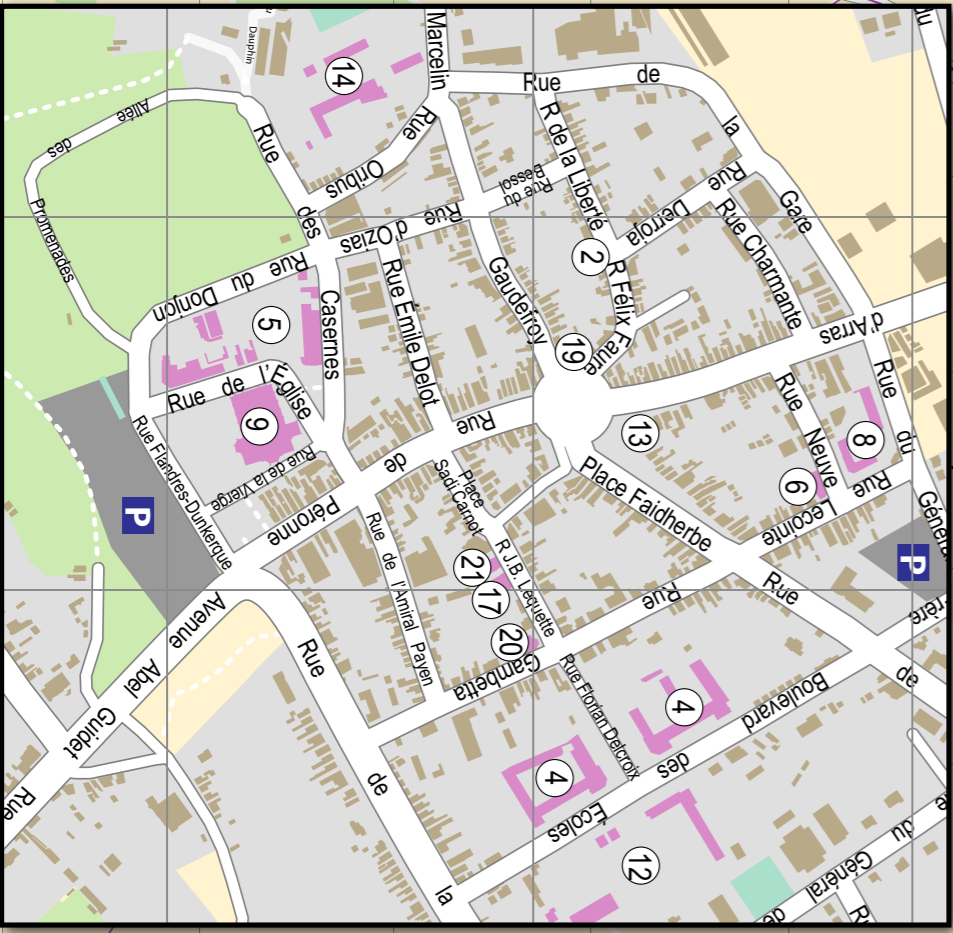 Dauphin
Marcelin
14
Rue
de
la
Gare
Allée
des
Promenades
Rue
des
Casernes
Rue
Oribus
R de la Liberté
Rue du
Bessol
Rue
Derroja
Rue Charmante
Rue
d'Ozias
Rue
du
Donjon
2
R Félix Faure
Gaudefroy
Rue Emile Delot
5
19
d'Arras
Rue
de
l'Église
9
Rue de la Vierge
Rue Flandres-Dunkerque
P
Rue
de
Péronne
13
Rue
Neuve
8
6
Rue
du
Général
Rue
Lecointe
P
Place
Sadi Carnot
Place Faidherbe
Rue
de
Rue
de
l'Amiral
Payen
21
17
20
R J.B. Lequette
Rue
Gambetta
Rue Florian Delcroix
Avenue
Abel
Guidet
Rue
Rue
de
la
4
4
Boulevard
des
Ecoles
12
du
Général
de
du